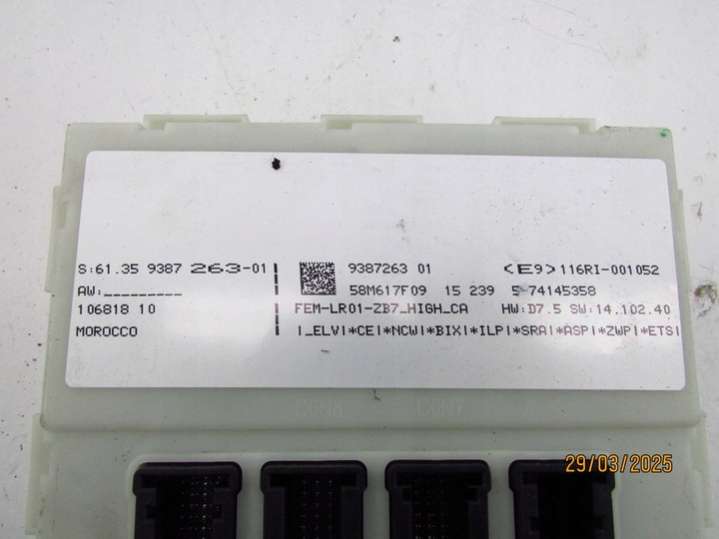 S:61.35 9387 263-01
AW:_________
106818 10
MOROCCO
9387263 01 <E9>116RI-001052
58M617F09 15 239 5 74145358
FEM-LR01-ZB7_HIGH_CA HW:D7.5 SW:14.102.40
|_ELV|*CE|*NCW|*BIX|*ILP|*SRA|*ASP|*ZWP|*ETS|
29/03/2025